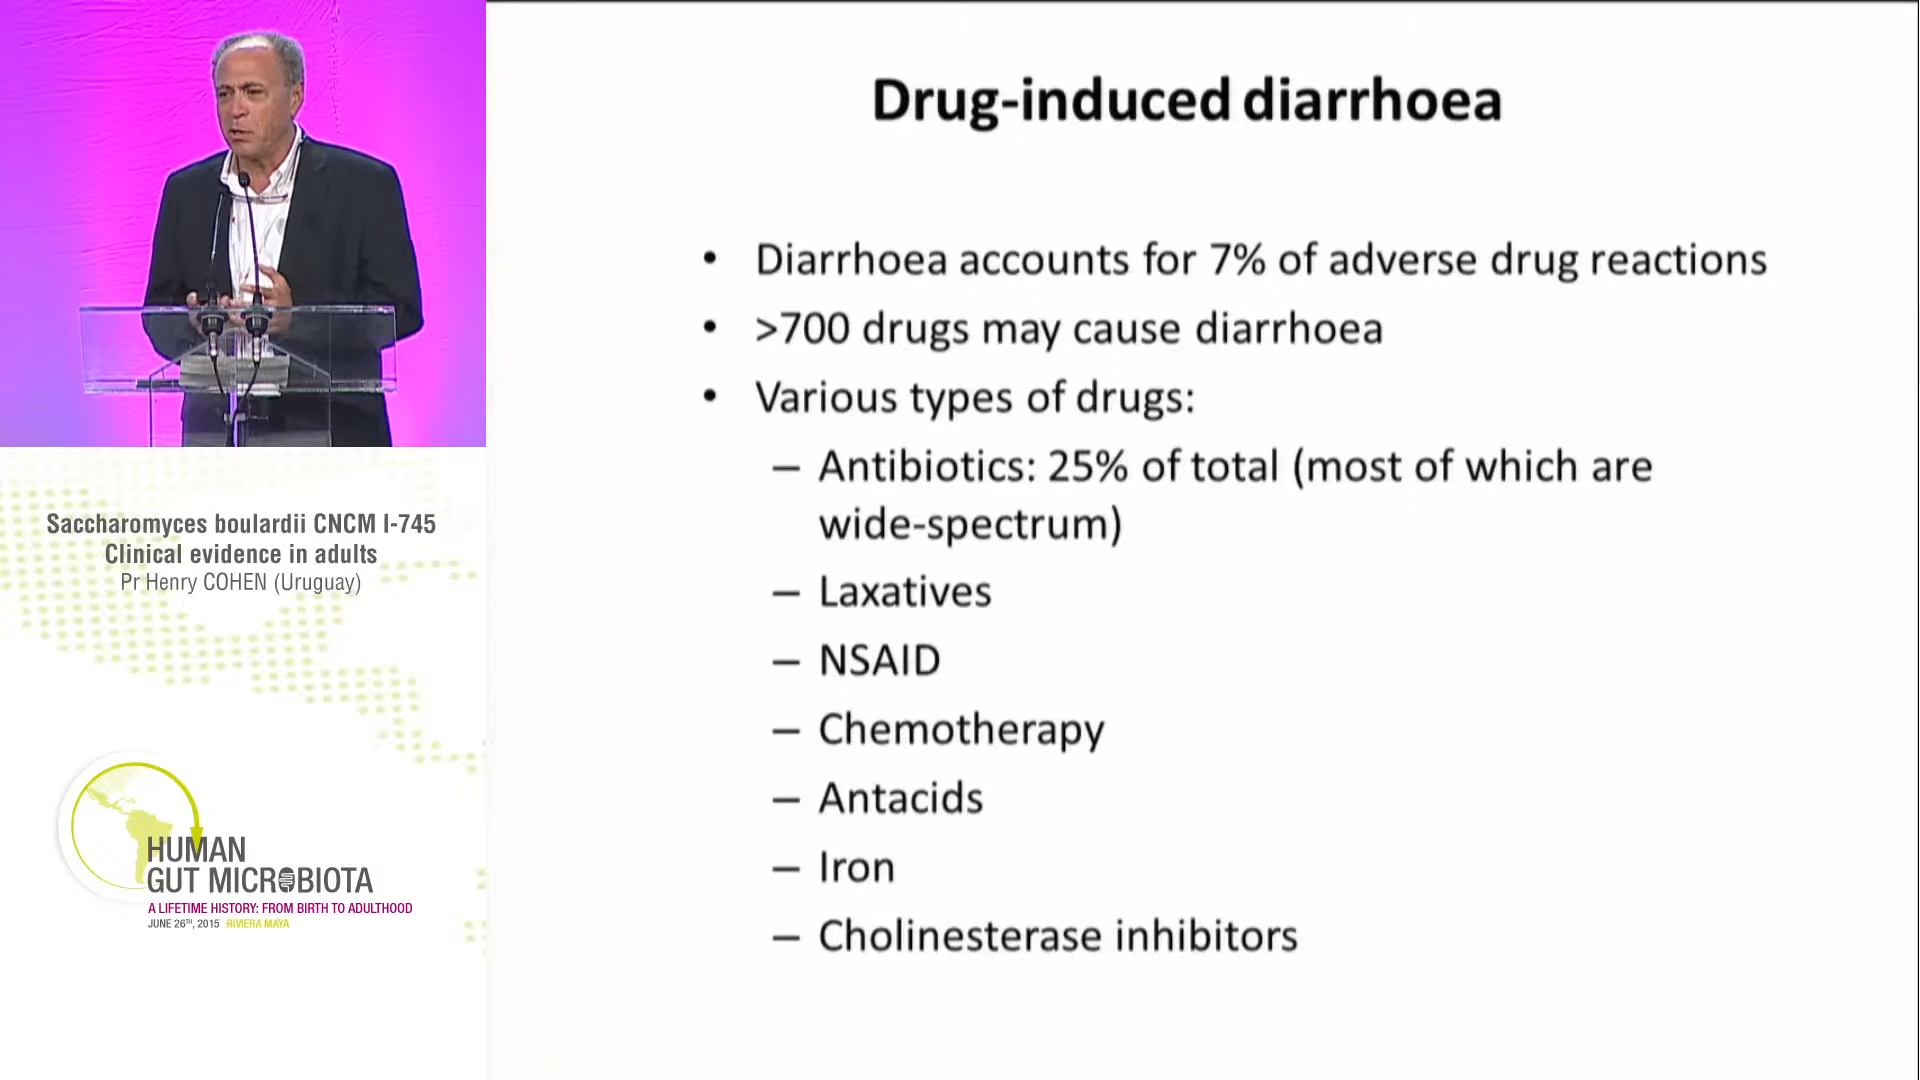 Drug-induced diarrhoea
• Diarrhoea accounts for 7% of adverse drug reactions
• >700 drugs may cause diarrhoea
• Various types of drugs:
– Antibiotics: 25% of total (most of which are
wide-spectrum)
– Laxatives
– NSAID
– Chemotherapy
– Antacids
– Iron
– Cholinesterase inhibitors
Saccharomyces boulardii CNCM I-745
Clinical evidence in adults
Pr Henry COHEN (Uruguay)
HUMAN
GUT MICROBIOTA
A LIFETIME HISTORY: FROM BIRTH TO ADULTHOOD
JUNE 26TH, 2015 RIVIERA MAYA